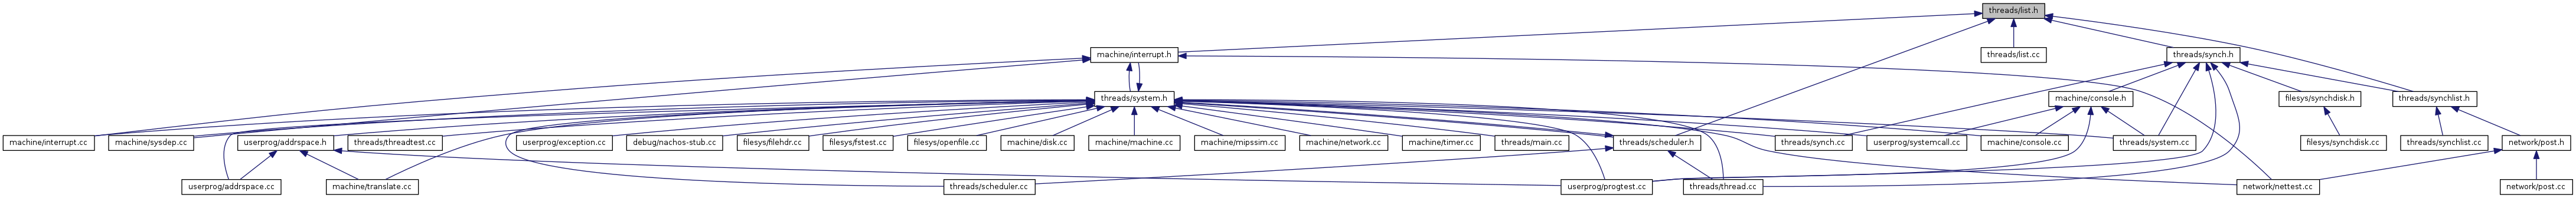 threads/list.h
machine/interrupt.h
threads/list.cc
threads/synch.h
threads/system.h
machine/console.h
filesys/synchdisk.h
threads/synchlist.h
machine/interrupt.cc
machine/sysdep.cc
userprog/addrspace.h
threads/threadtest.cc
userprog/exception.cc
debug/nachos-stub.cc
filesys/filehdr.cc
filesys/fstest.cc
filesys/openfile.cc
machine/disk.cc
machine/machine.cc
machine/mipssim.cc
machine/network.cc
machine/timer.cc
threads/main.cc
threads/scheduler.h
threads/synch.cc
userprog/systemcall.cc
machine/console.cc
threads/system.cc
filesys/synchdisk.cc
threads/synchlist.cc
network/post.h
userprog/addrspace.cc
machine/translate.cc
threads/scheduler.cc
userprog/progtest.cc
threads/thread.cc
network/nettest.cc
network/post.cc